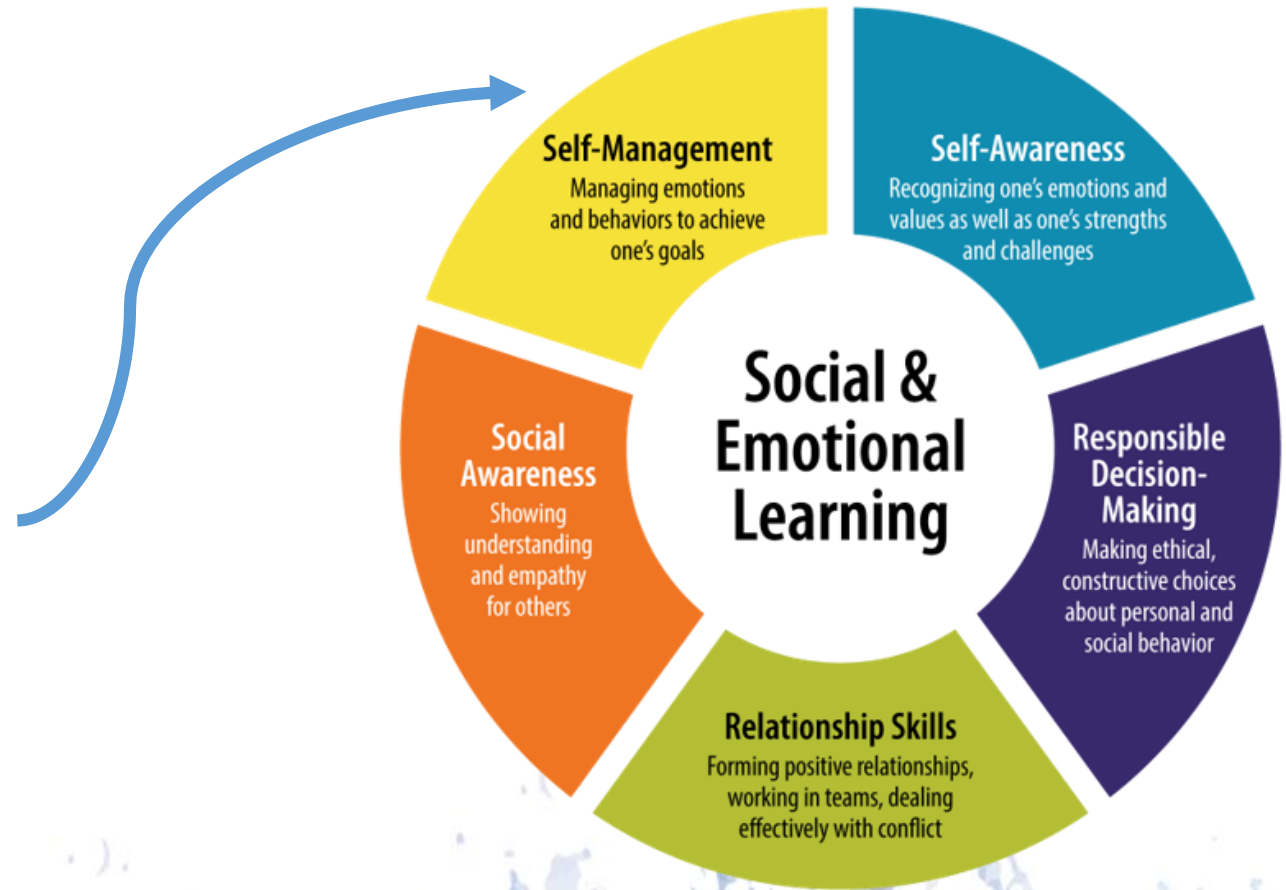 Self-Management
Managing emotions
and behaviors to achieve
one's goals
Self-Awareness
Recognizing one's emotions and
values as well as one's strengths
and challenges
Social &
Emotional
Learning
Social
Awareness
Showing
understanding
and empathy
for others
Responsible
Decision-
Making
Making ethical,
constructive choices
about personal and
social behavior
Relationship Skills
Forming positive relationships,
working in teams, dealing
effectively with conflict